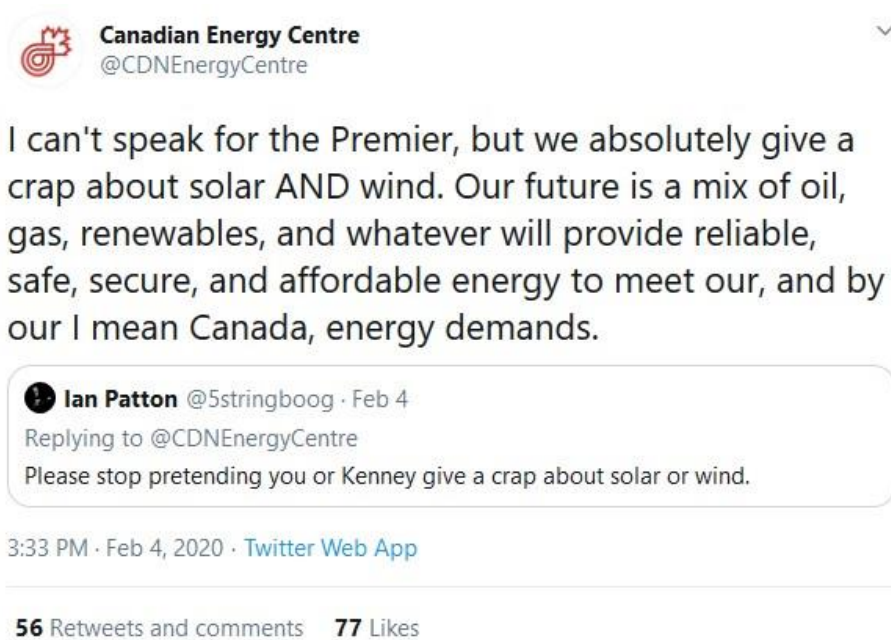 Canadian Energy Centre
@CDNEnergyCentre
I can't speak for the Premier, but we absolutely give a
crap about solar AND wind. Our future is a mix of oil,
gas, renewables, and whatever will provide reliable,
safe, secure, and affordable energy to meet our, and by
our I mean Canada, energy demands.
Ian Patton @5stringboog · Feb 4
Replying to @CDNEnergyCentre
Please stop pretending you or Kenney give a crap about solar or wind.
3:33 PM · Feb 4, 2020 · Twitter Web App
56 Retweets and comments 77 Likes